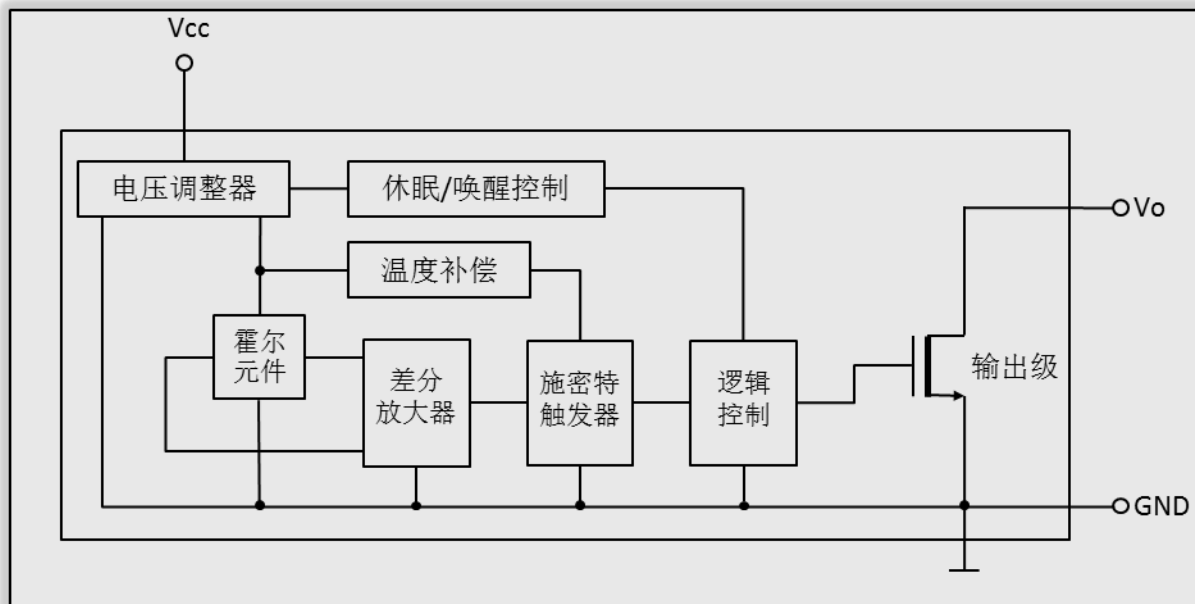 Vcc
电压调整器
休眠/唤醒控制
Vo
温度补偿
霍尔
元件
差分
放大器
施密特
触发器
逻辑
控制
输出级
GND